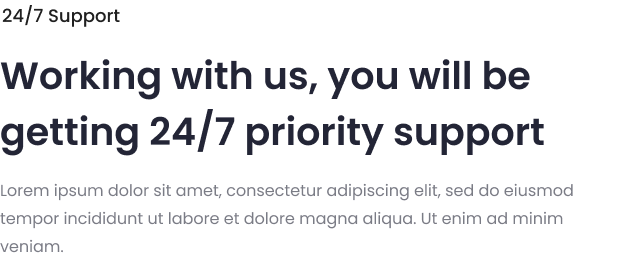 24/7 Support
Working with us, you will be
getting 24/7 priority support
Lorem ipsum dolor sit amet, consectetur adipiscing elit, sed do eiusmod
tempor incididunt ut labore et dolore magna aliqua. Ut enim ad minim
veniam.